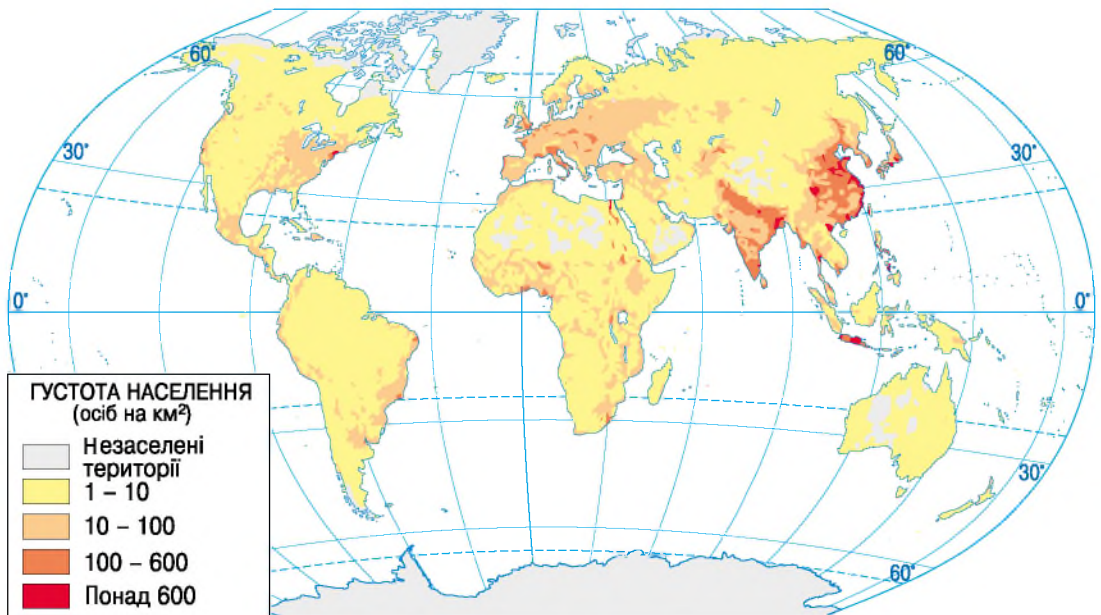 60°
60°
30°
30°
0°
0°
30°
60°
ГУСТОТА НАСЕЛЕННЯ
(осіб на км²)
Незаселені
території
1 – 10
10 – 100
100 – 600
Понад 600